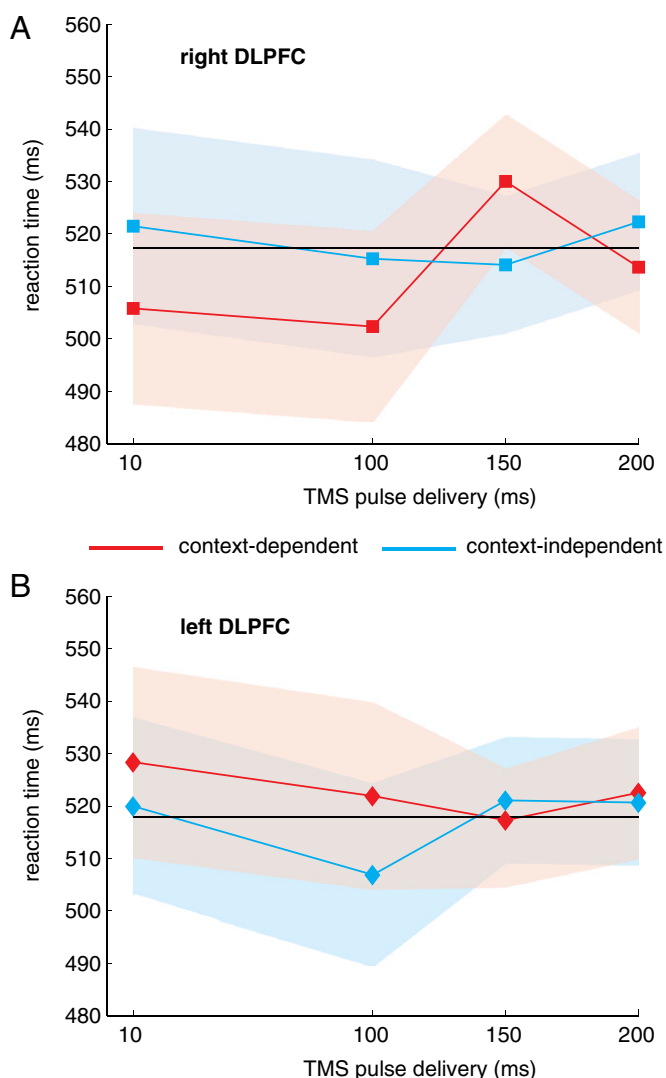 A
right DLPFC
560
550
540
530
520
510
500
490
480
reaction time (ms)
10 100 150 200
TMS pulse delivery (ms)
context-dependent context-independent
B
left DLPFC
560
550
540
530
520
510
500
490
480
reaction time (ms)
10 100 150 200
TMS pulse delivery (ms)